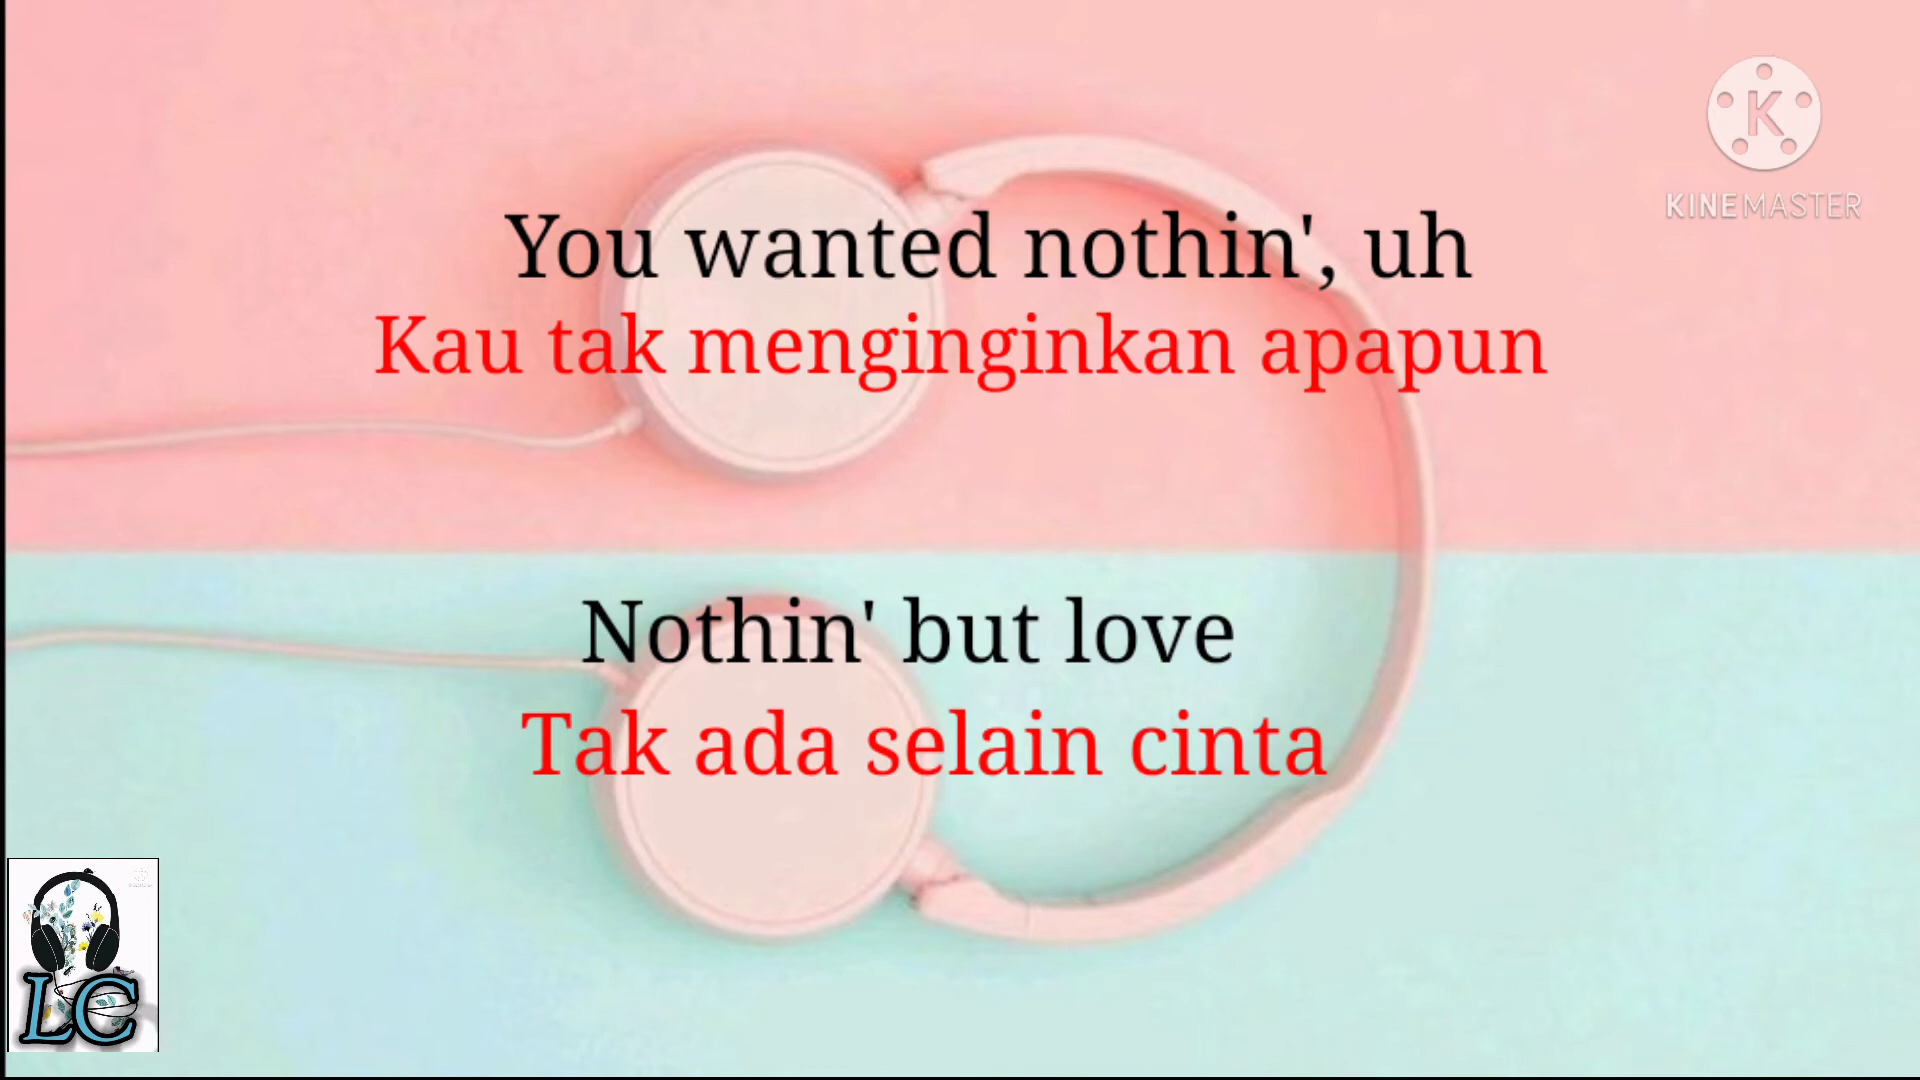 You wanted nothin', uh
Kau tak menginginkan apapun
KINEMASTER
K
Nothin' but love
Tak ada selain cinta
LC